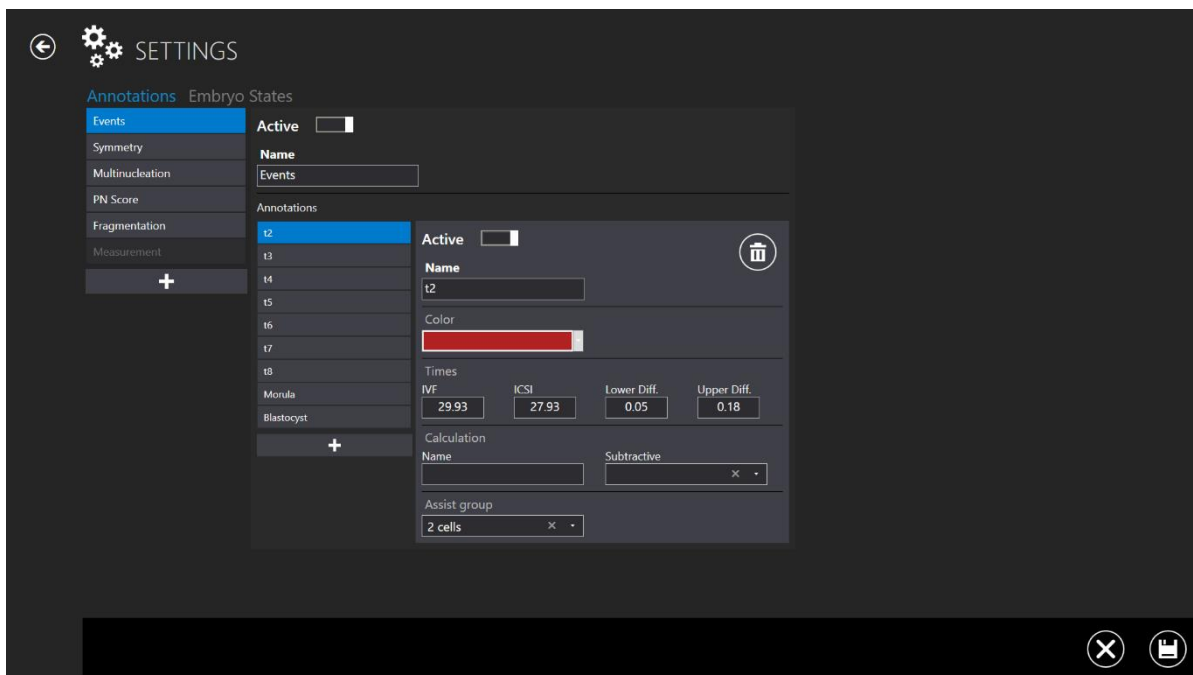 SETTINGS
Annotations Embryo States
Events
Symmetry
Multinucleation
PN Score
Fragmentation
Measurement
Active
Name
Events
Annotations
t2
t3
t4
t5
t6
t7
t8
Morula
Blastocyst
Active
Name
t2
Color
Times
IVF ICSI Lower Diff. Upper Diff.
29.93 27.93 0.05 0.18
Calculation
Name Subtractive
Assist group
2 cells